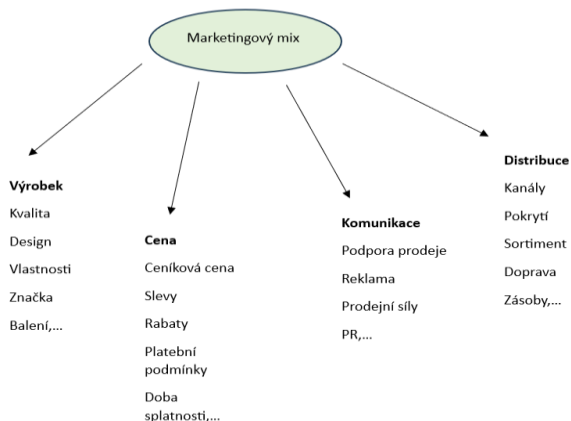 Marketingový mix
Výrobek
Kvalita
Design
Vlastnosti
Značka
Balení,...
Cena
Ceníková cena
Slevy
Rabaty
Platební
podmínky
Doba
splatnosti,...
Komunikace
Podpora prodeje
Reklama
Prodejní síly
PR,...
Distribuce
Kanály
Pokrytí
Sortiment
Doprava
Zásoby,...